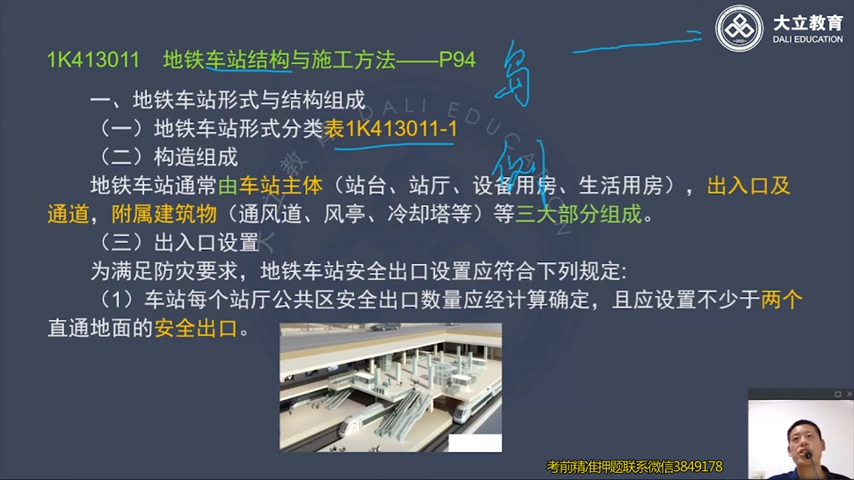 大立教育
DALI EDUCATION
1K413011 地铁车站结构与施工方法——P94
岛
侧
一、地铁车站形式与结构组成
（一）地铁车站形式分类表1K413011-1
（二）构造组成
地铁车站通常由车站主体（站台、站厅、设备用房、生活用房），出入口及
通道，附属建筑物（通风道、风亭、冷却塔等）等三大部分组成。
（三）出入口设置
为满足防灾要求，地铁车站安全出口设置应符合下列规定:
（1）车站每个站厅公共区安全出口数量应经计算确定，且应设置不少于两个
直通地面的安全出口。
大立教育 DALI EDUCATION
考前精准押题联系微信3849178